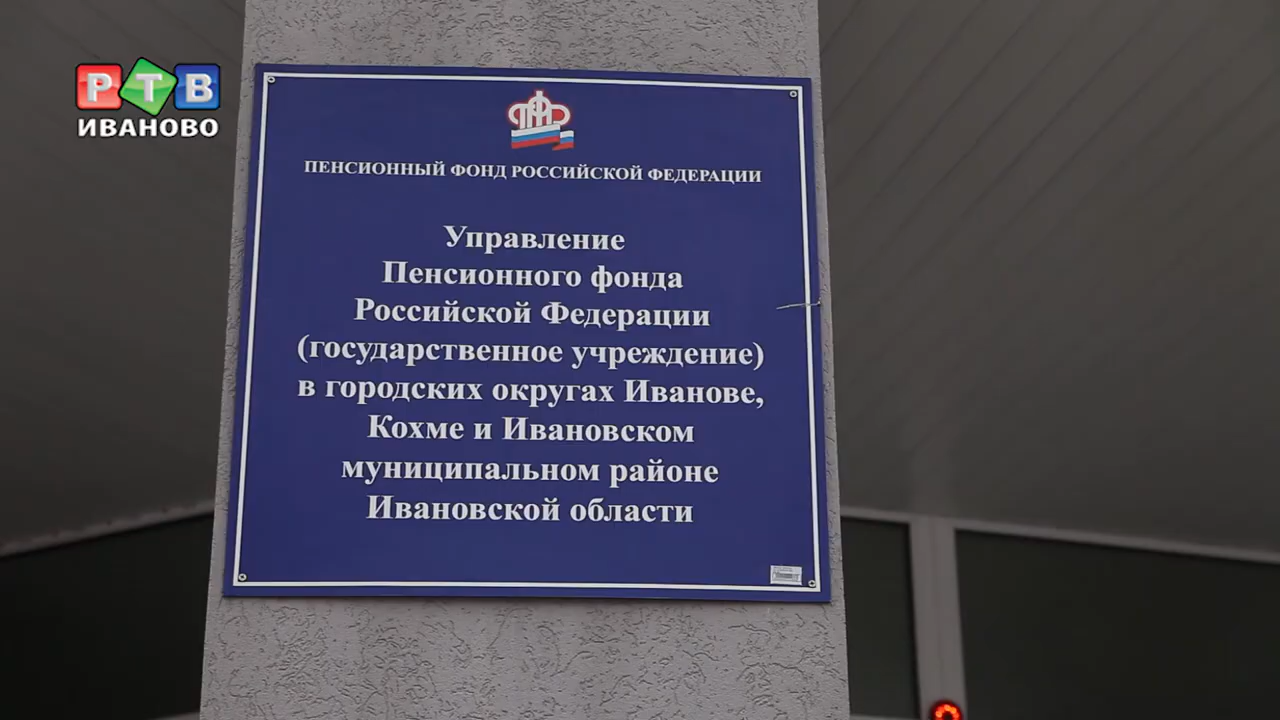 РТВ
ИВАНОВО
ПЕНСИОННЫЙ ФОНД РОССИЙСКОЙ ФЕДЕРАЦИИ
Управление
Пенсионного фонда
Российской Федерации
(государственное учреждение)
в городских округах Иванове,
Кохме и Ивановском
муниципальном районе
Ивановской области